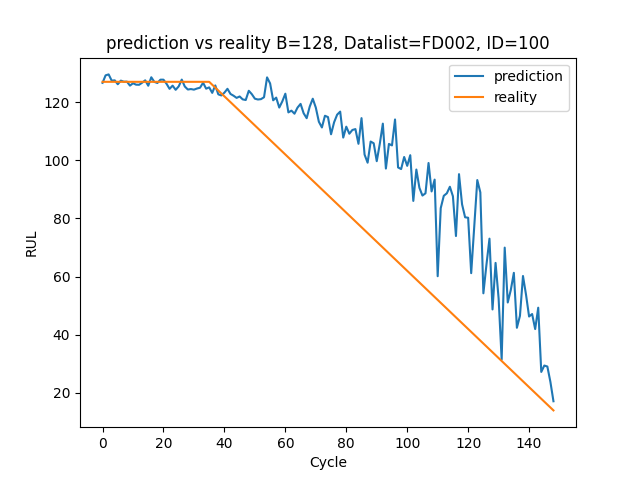 prediction vs reality B=128, Datalist=FD002, ID=100
prediction
reality
120
100
80
60
40
20
RUL
0 20 40 60 80 100 120 140
Cycle